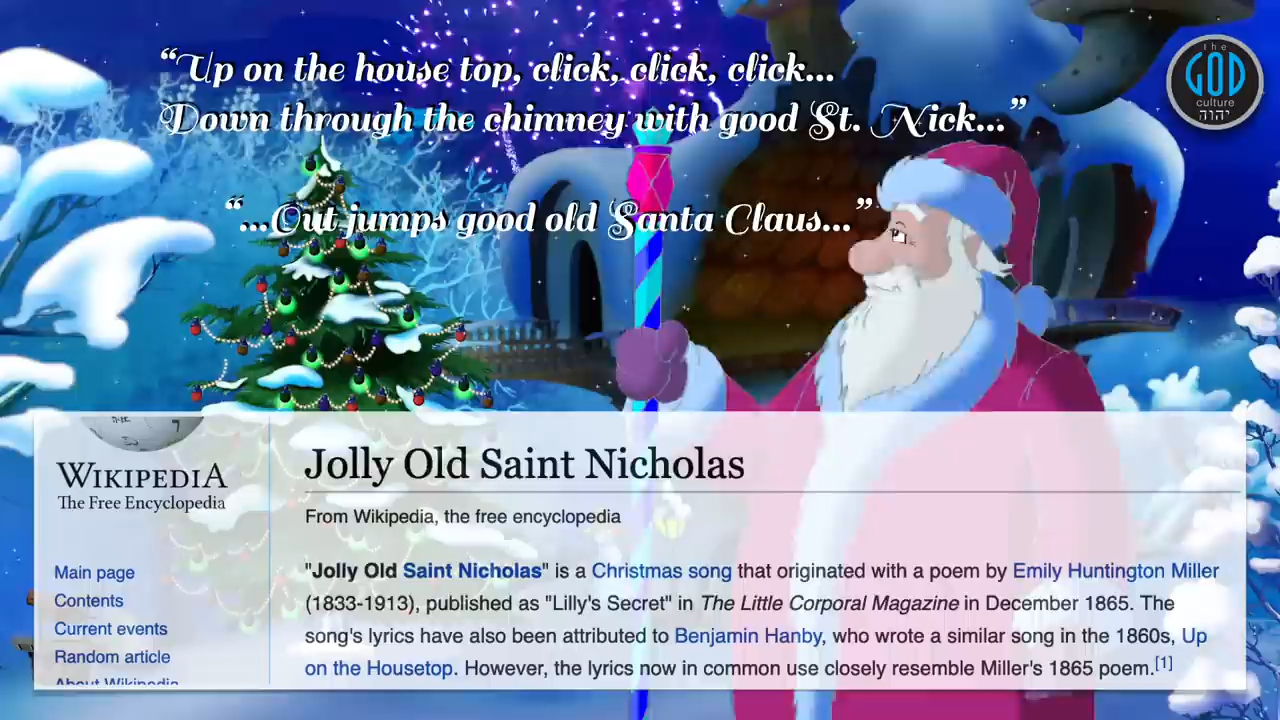 “Up on the house top, click, click, click...
Down through the chimney with good St. Nick...”
the
GOD
culture
יהוה
“...Out jumps good old Santa Claus...”
7
WIKIPEDIA
The Free Encyclopedia
Main page
Contents
Current events
Random article
About Wikipedia
Jolly Old Saint Nicholas
From Wikipedia, the free encyclopedia
"Jolly Old Saint Nicholas" is a Christmas song that originated with a poem by Emily Huntington Miller
(1833-1913), published as "Lilly's Secret" in The Little Corporal Magazine in December 1865. The
song's lyrics have also been attributed to Benjamin Hanby, who wrote a similar song in the 1860s, Up
on the Housetop. However, the lyrics now in common use closely resemble Miller's 1865 poem.[1]